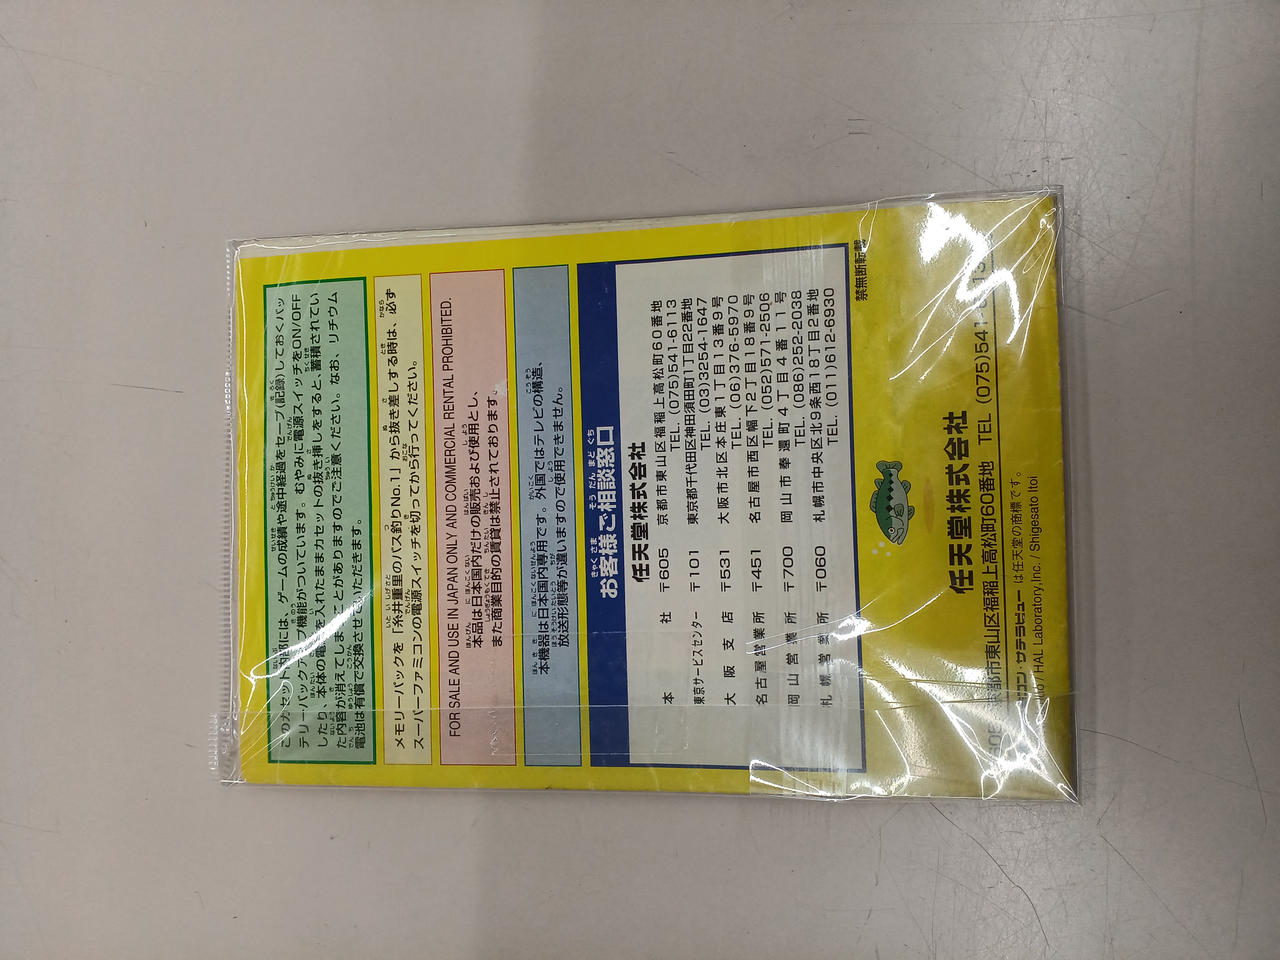 このカセット内部には、ゲームの成績や途中経過をセーブ(記録)しておくバッ
テリーバックアップ機能がついています。むやみに電源スイッチをON/OFF
したり、本体の電源を入れたままカセットの抜き挿しをすると、蓄積されてい
た内容が消えてしまうことがありますのでご注意ください。なお、リチウム
電池は有償で交換させていただきます。
メモリーパックを「糸井重里のバス釣りNo.1」から抜き差しする時は、必ず
スーパーファミコンの電源スイッチを切ってから行ってください。
FOR SALE AND USE IN JAPAN ONLY AND COMMERCIAL RENTAL PROHIBITED.
本品は日本国内だけの販売および使用とし、
また商業目的の賃貸は禁止されております。
本機器は日本国内専用です。外国ではテレビの構造、
放送形態等が違いますので使用できません。
お客様ご相談窓口
任天堂株式会社
本社 〒605 京都市東山区福稲上高松町60番地
TEL.(075)541-6113
東京サービスセンター 〒101 東京都千代田区神田須田町1丁目22番地
TEL.(03)3254-1647
大阪支店 〒531 大阪市北区本庄東1丁目13番9号
TEL.(06)376-5970
名古屋営業所 〒451 名古屋市西区幅下2丁目18番9号
TEL.(052)571-2506
岡山営業所 〒700 岡山市奉還町4丁目4番11号
TEL.(086)252-2038
札幌営業所 〒060 札幌市中央区北9条西18丁目2番地
TEL.(011)612-6930
禁無断転載
任天堂株式会社
京都市東山区福稲上高松町60番地 TEL (075)541-
コン・サテラビュー は任天堂の商標です。
/ HAL Laboratory,Inc. / Shigesato Itoi